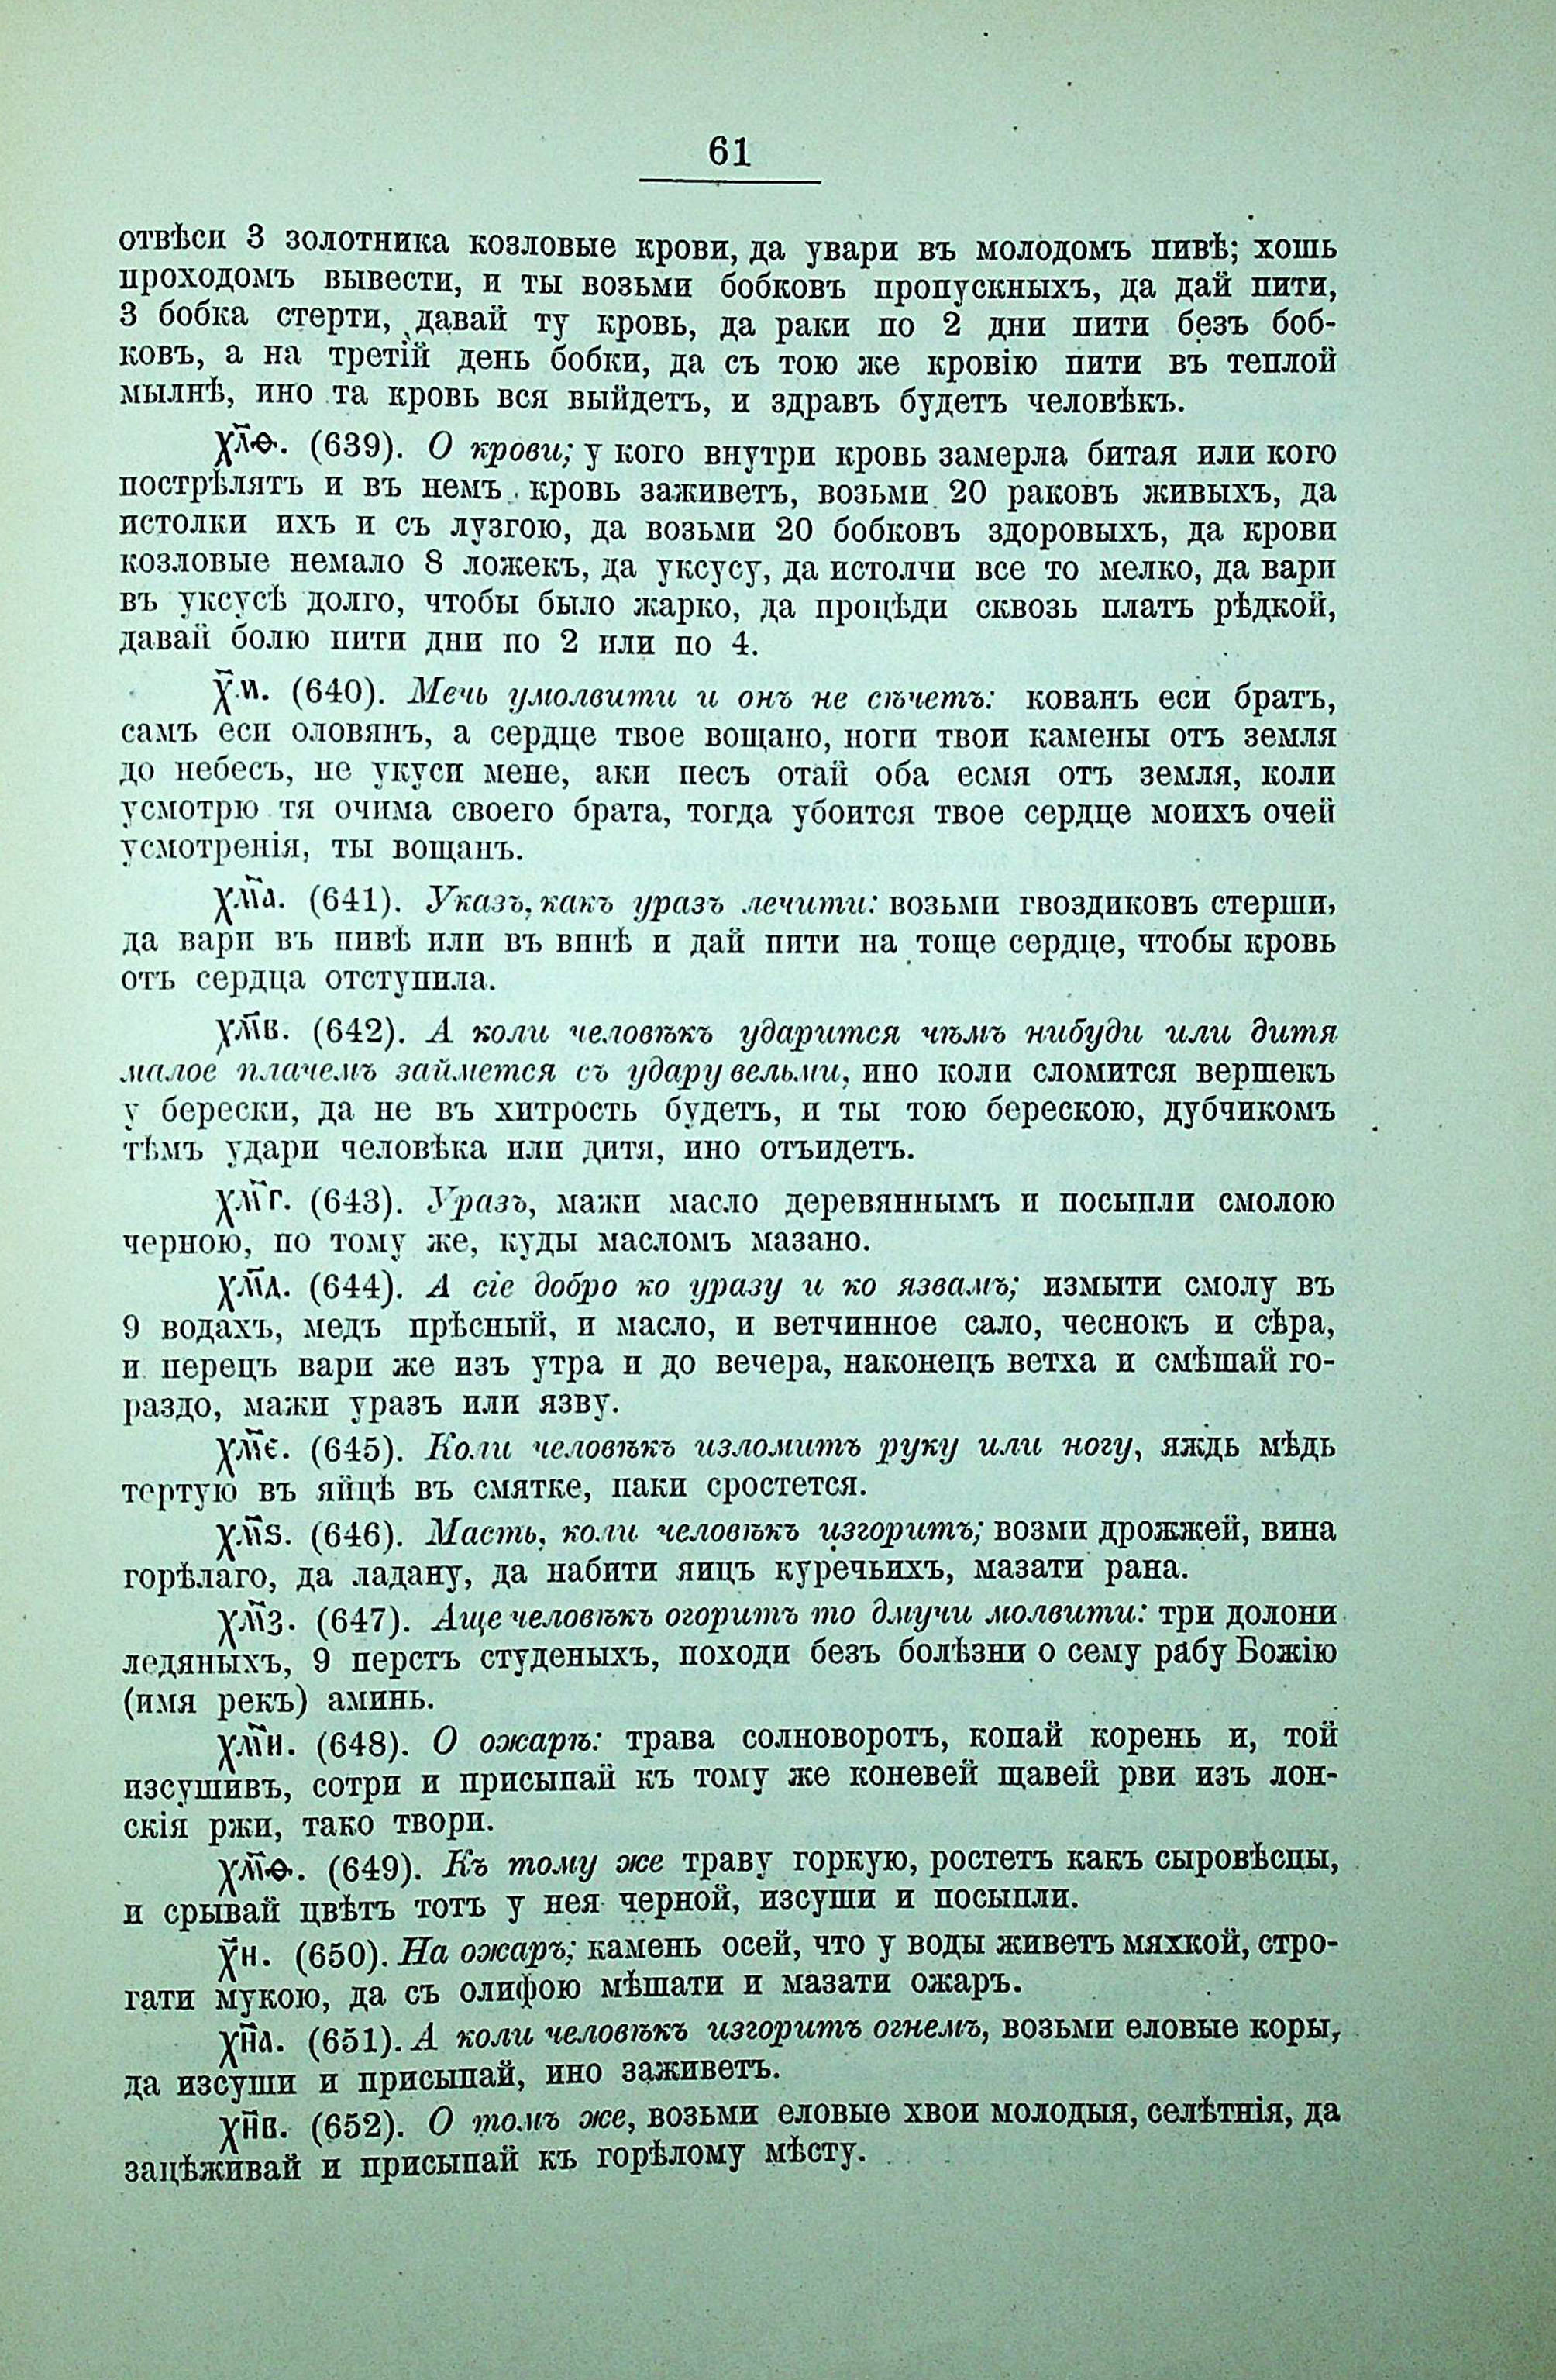 61
отвѣси 3 золотника козловые крови, да увари въ молодомъ пивѣ; хошь
проходомъ вывести, и ты возьми бобковъ пропускныхъ, да дай пити,
3 бобка стерти, давай ту кровь, да раки по 2 дни пити безъ боб-
ковъ, а на третій день бобки, да съ тою же кровію пити въ теплой
мылнѣ, ино та кровь вся выйдетъ, и здравъ будетъ человѣкъ.
х҃лѳ. (639). О крови; у кого внутри кровь замерла битая или кого
пострѣлятъ и въ немъ кровь заживетъ, возьми 20 раковъ живыхъ, да
истолки ихъ и съ лузгою, да возьми 20 бобковъ здоровыхъ, да крови
козловые немало 8 ложекъ, да уксусу, да истолчи все то мелко, да вари
въ уксусѣ долго, чтобы было жарко, да процѣди сквозь платъ рѣдкой,
давай болю пити дни по 2 или по 4.
х҃м. (640). Мечь умолвити и онъ не сѣчетъ: кованъ еси братъ,
самъ еси оловянъ, а сердце твое вощано, ноги твои камены отъ земля
до небесъ, не укуси мене, аки песъ отай оба есмя отъ земля, коли
усмотрю тя очима своего брата, тогда убоится твое сердце моихъ очей
усмотренія, ты вощанъ.
хм҃а. (641). Указъ, какъ уразъ лечити: возьми гвоздиковъ стерши,
да вари въ пивѣ или въ винѣ и дай пити на тоще сердце, чтобы кровь
отъ сердца отступила.
хм҃в. (642). А коли человѣкъ ударится чѣмъ нибуди или дитя
малое плачемъ займется съ удару вельми, ино коли сломится вершекъ
у берески, да не въ хитрость будетъ, и ты тою берескою, дубчикомъ
тѣмъ удари человѣка или дитя, ино отъидетъ.
хм҃г. (643). Уразъ, мажи масло деревяннымъ и посыпли смолою
черною, по тому же, куды масломъ мазано.
хм҃д. (644). А сіе добро ко уразу и ко язвамъ; измыти смолу въ
9 водахъ, медъ прѣсный, и масло, и ветчинное сало, чеснокъ и сѣра,
и перецъ вари же изъ утра и до вечера, наконецъ ветха и смѣшай го-
раздо, мажи уразъ или язву.
хм҃є. (645). Коли человѣкъ изломитъ руку или ногу, яждь мѣдь
тертую въ яйцѣ въ смятке, паки сростется.
хм҃ѕ. (646). Масть, коли человѣкъ изгоритъ; возми дрожжей, вина
горѣлаго, да ладану, да набити яицъ куречьихъ, мазати рана.
хм҃з. (647). Аще человѣкъ огоритъ то дмучи молвити: три долони
ледяныхъ, 9 перстъ студеныхъ, походи безъ болѣзни о сему рабу Божію
(имя рекъ) аминь.
хм҃и. (648). О ожарѣ: трава солноворотъ, копай корень и, той
изсушивъ, сотри и присыпай къ тому же коневей щавей рви изъ лон-
скія ржи, тако твори.
хм҃ѳ. (649). Къ тому же траву горкую, ростетъ какъ сыровѣсцы,
и срывай цвѣтъ тотъ у нея черной, изсуши и посыпли.
х҃н. (650). На ожаръ; камень осей, что у воды живетъ мяхкой, стро-
гати мукою, да съ олифою мѣшати и мазати ожаръ.
хн҃а. (651). А коли человѣкъ изгоритъ огнемъ, возьми еловые коры,
да изсуши и присыпай, ино заживетъ.
хн҃в. (652). О томъ же, возьми еловые хвои молодыя, селѣтнія, да
зацѣживай и присыпай къ горѣлому мѣсту.